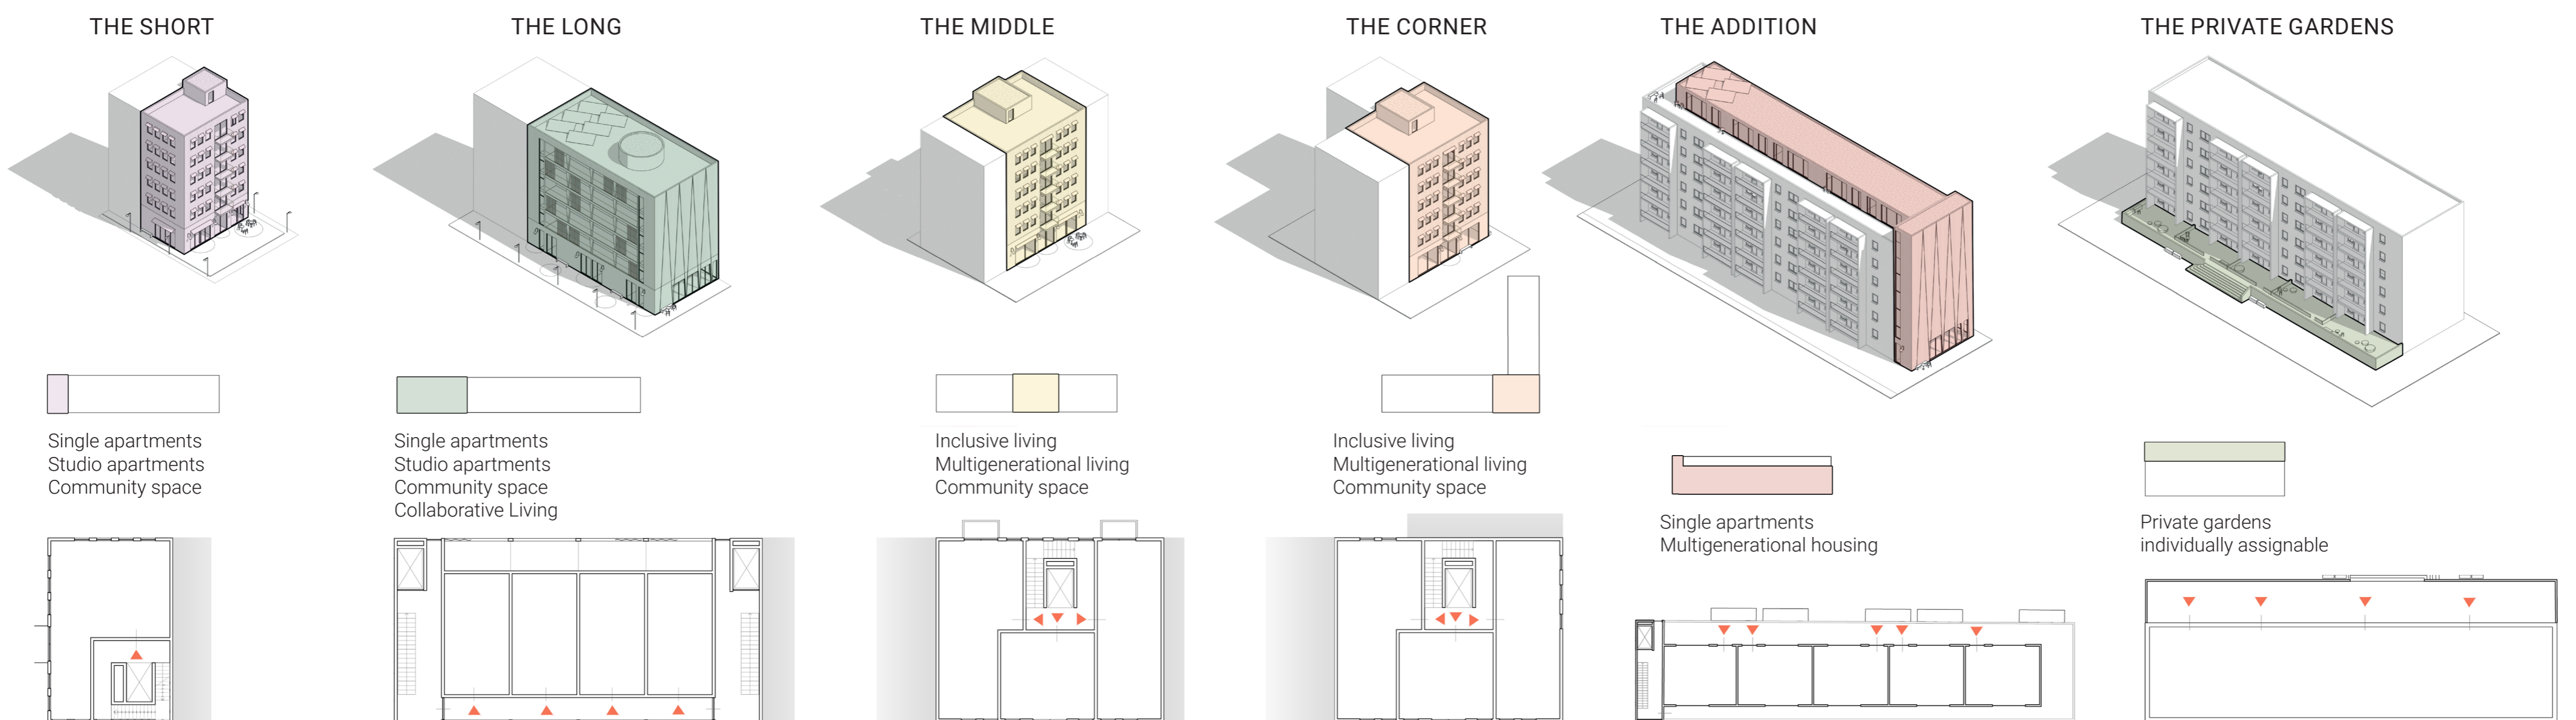 THE SHORT
THE LONG
THE MIDDLE
THE CORNER
THE ADDITION
THE PRIVATE GARDENS
Single apartments
Studio apartments
Community space
Single apartments
Studio apartments
Community space
Collaborative Living
Inclusive living
Multigenerational living
Community space
Inclusive living
Multigenerational living
Community space
Single apartments
Multigenerational housing
Private gardens
individually assignable